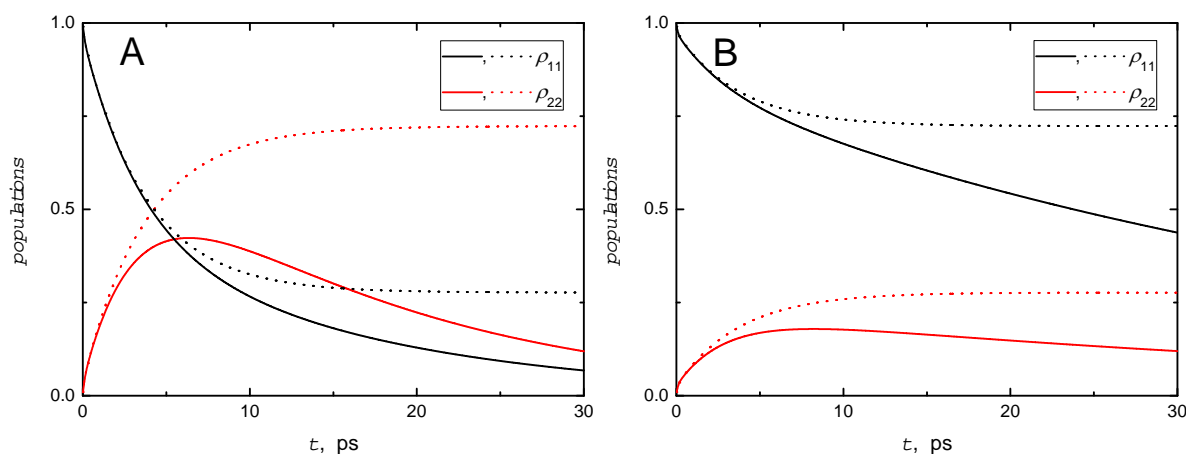 A
B
1.0
0.5
0.0
populations
, ρ11
, ρ22
0
10
20
30
t, ps
1.0
0.5
0.0
populations
, ρ11
, ρ22
0
10
20
30
t, ps